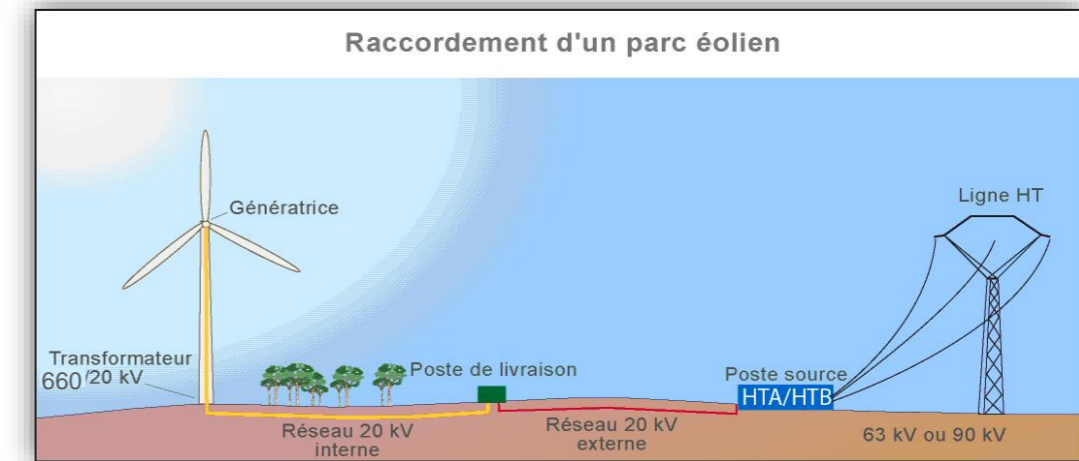 Raccordement d'un parc éolien
Génératrice
Ligne HT
Transformateur
660/20 kV
Poste de livraison
Poste source
HTA/HTB
Réseau 20 kV
interne
Réseau 20 kV
externe
63 kV ou 90 kV